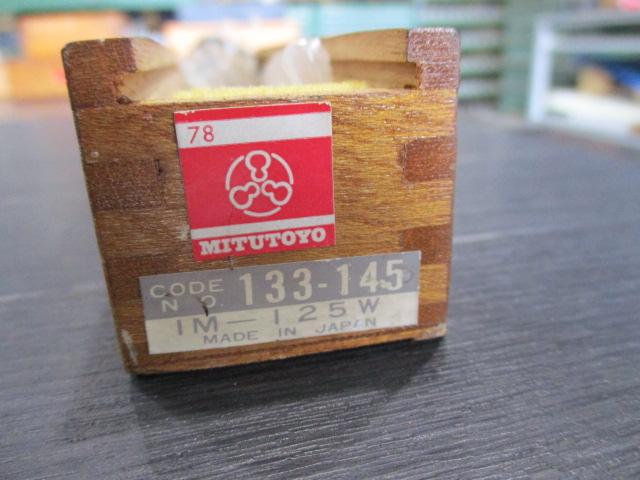 78
MITUTOYO
CODE NO. 133-145
IM-125W
MADE IN JAPAN